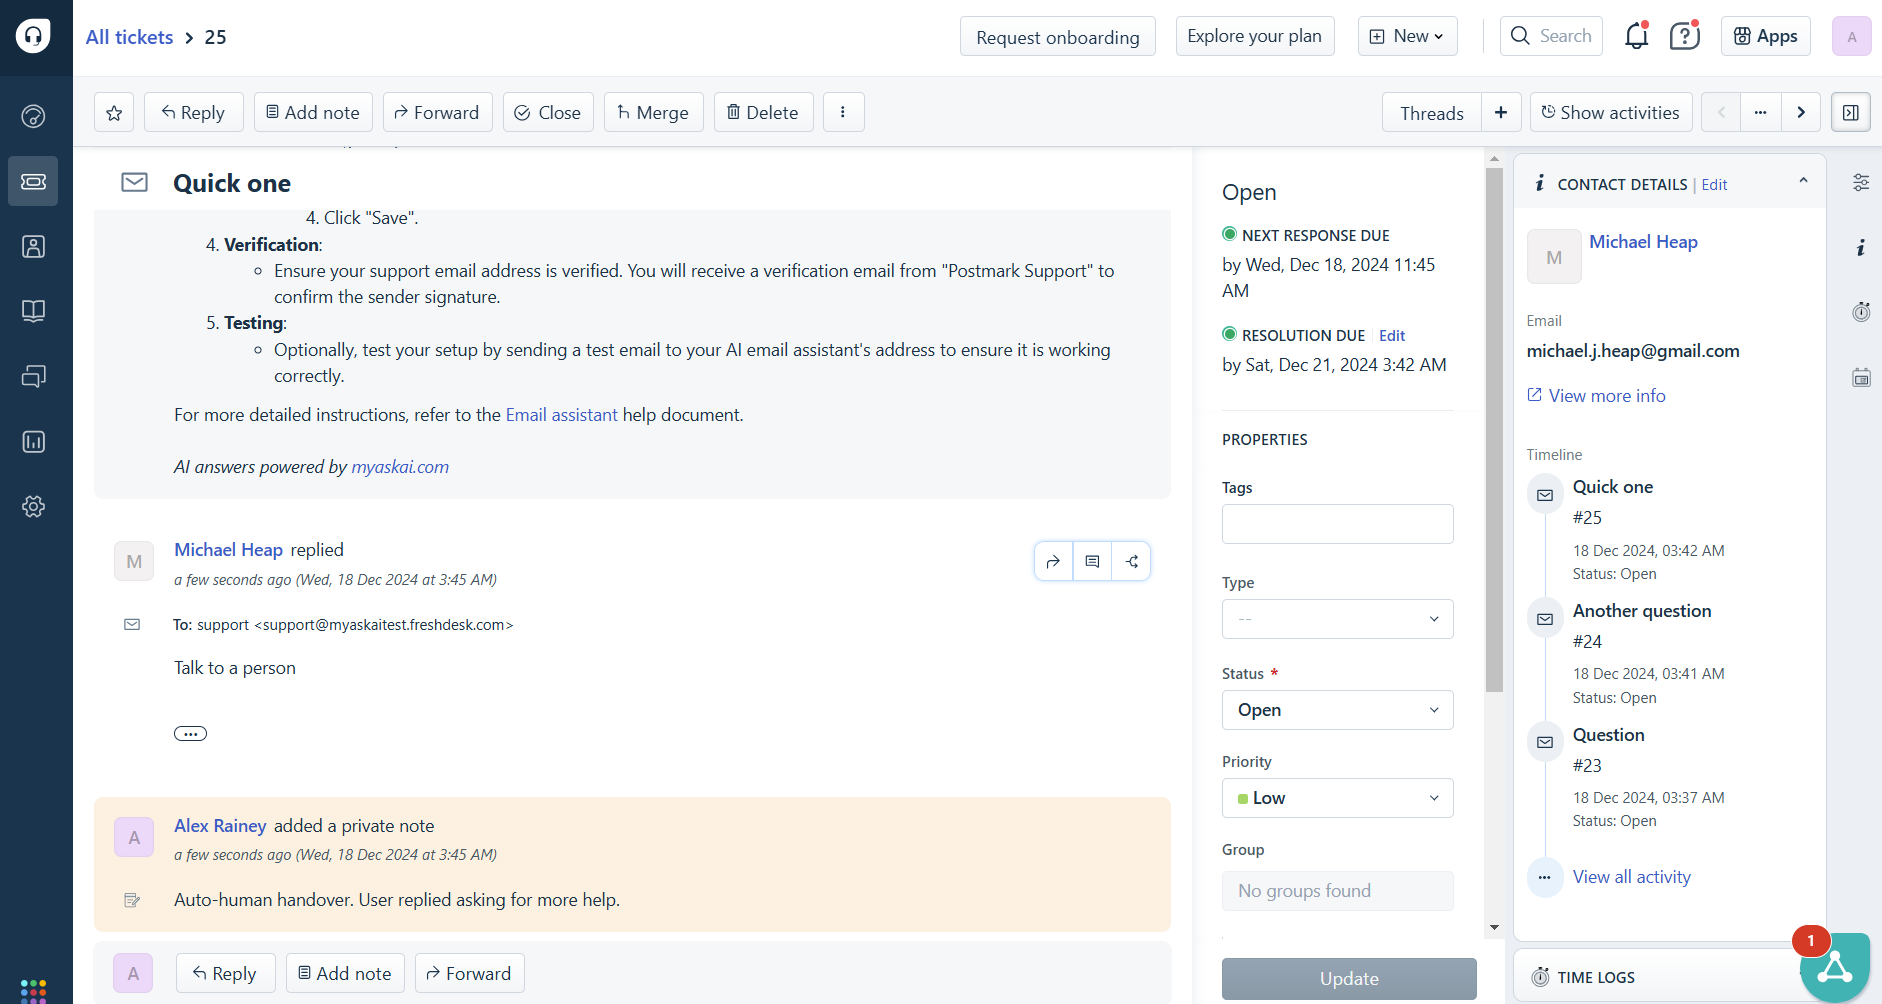 All tickets > 25
Request onboarding
Explore your plan
New
Search
Apps
A
Reply
Add note
Forward
Close
Merge
Delete
Threads
+
Show activities
Quick one
4. Click "Save".
4. Verification:
Ensure your support email address is verified. You will receive a verification email from "Postmark Support" to
confirm the sender signature.
5. Testing:
Optionally, test your setup by sending a test email to your AI email assistant's address to ensure it is working
correctly.
For more detailed instructions, refer to the Email assistant help document.
AI answers powered by myaskai.com
M
Michael Heap replied
a few seconds ago (Wed, 18 Dec 2024 at 3:45 AM)
To: support <support@myaskaitest.freshdesk.com>
Talk to a person
A
Alex Rainey added a private note
a few seconds ago (Wed, 18 Dec 2024 at 3:45 AM)
Auto-human handover. User replied asking for more help.
A
Reply
Add note
Forward
Open
NEXT RESPONSE DUE
by Wed, Dec 18, 2024 11:45
AM
RESOLUTION DUE | Edit
by Sat, Dec 21, 2024 3:42 AM
PROPERTIES
Tags
Type
--
Status *
Open
Priority
Low
Group
No groups found
Update
CONTACT DETAILS | Edit
M
Michael Heap
Email
michael.j.heap@gmail.com
View more info
Timeline
Quick one
#25
18 Dec 2024, 03:42 AM
Status: Open
Another question
#24
18 Dec 2024, 03:41 AM
Status: Open
Question
#23
18 Dec 2024, 03:37 AM
Status: Open
View all activity
TIME LOGS
1